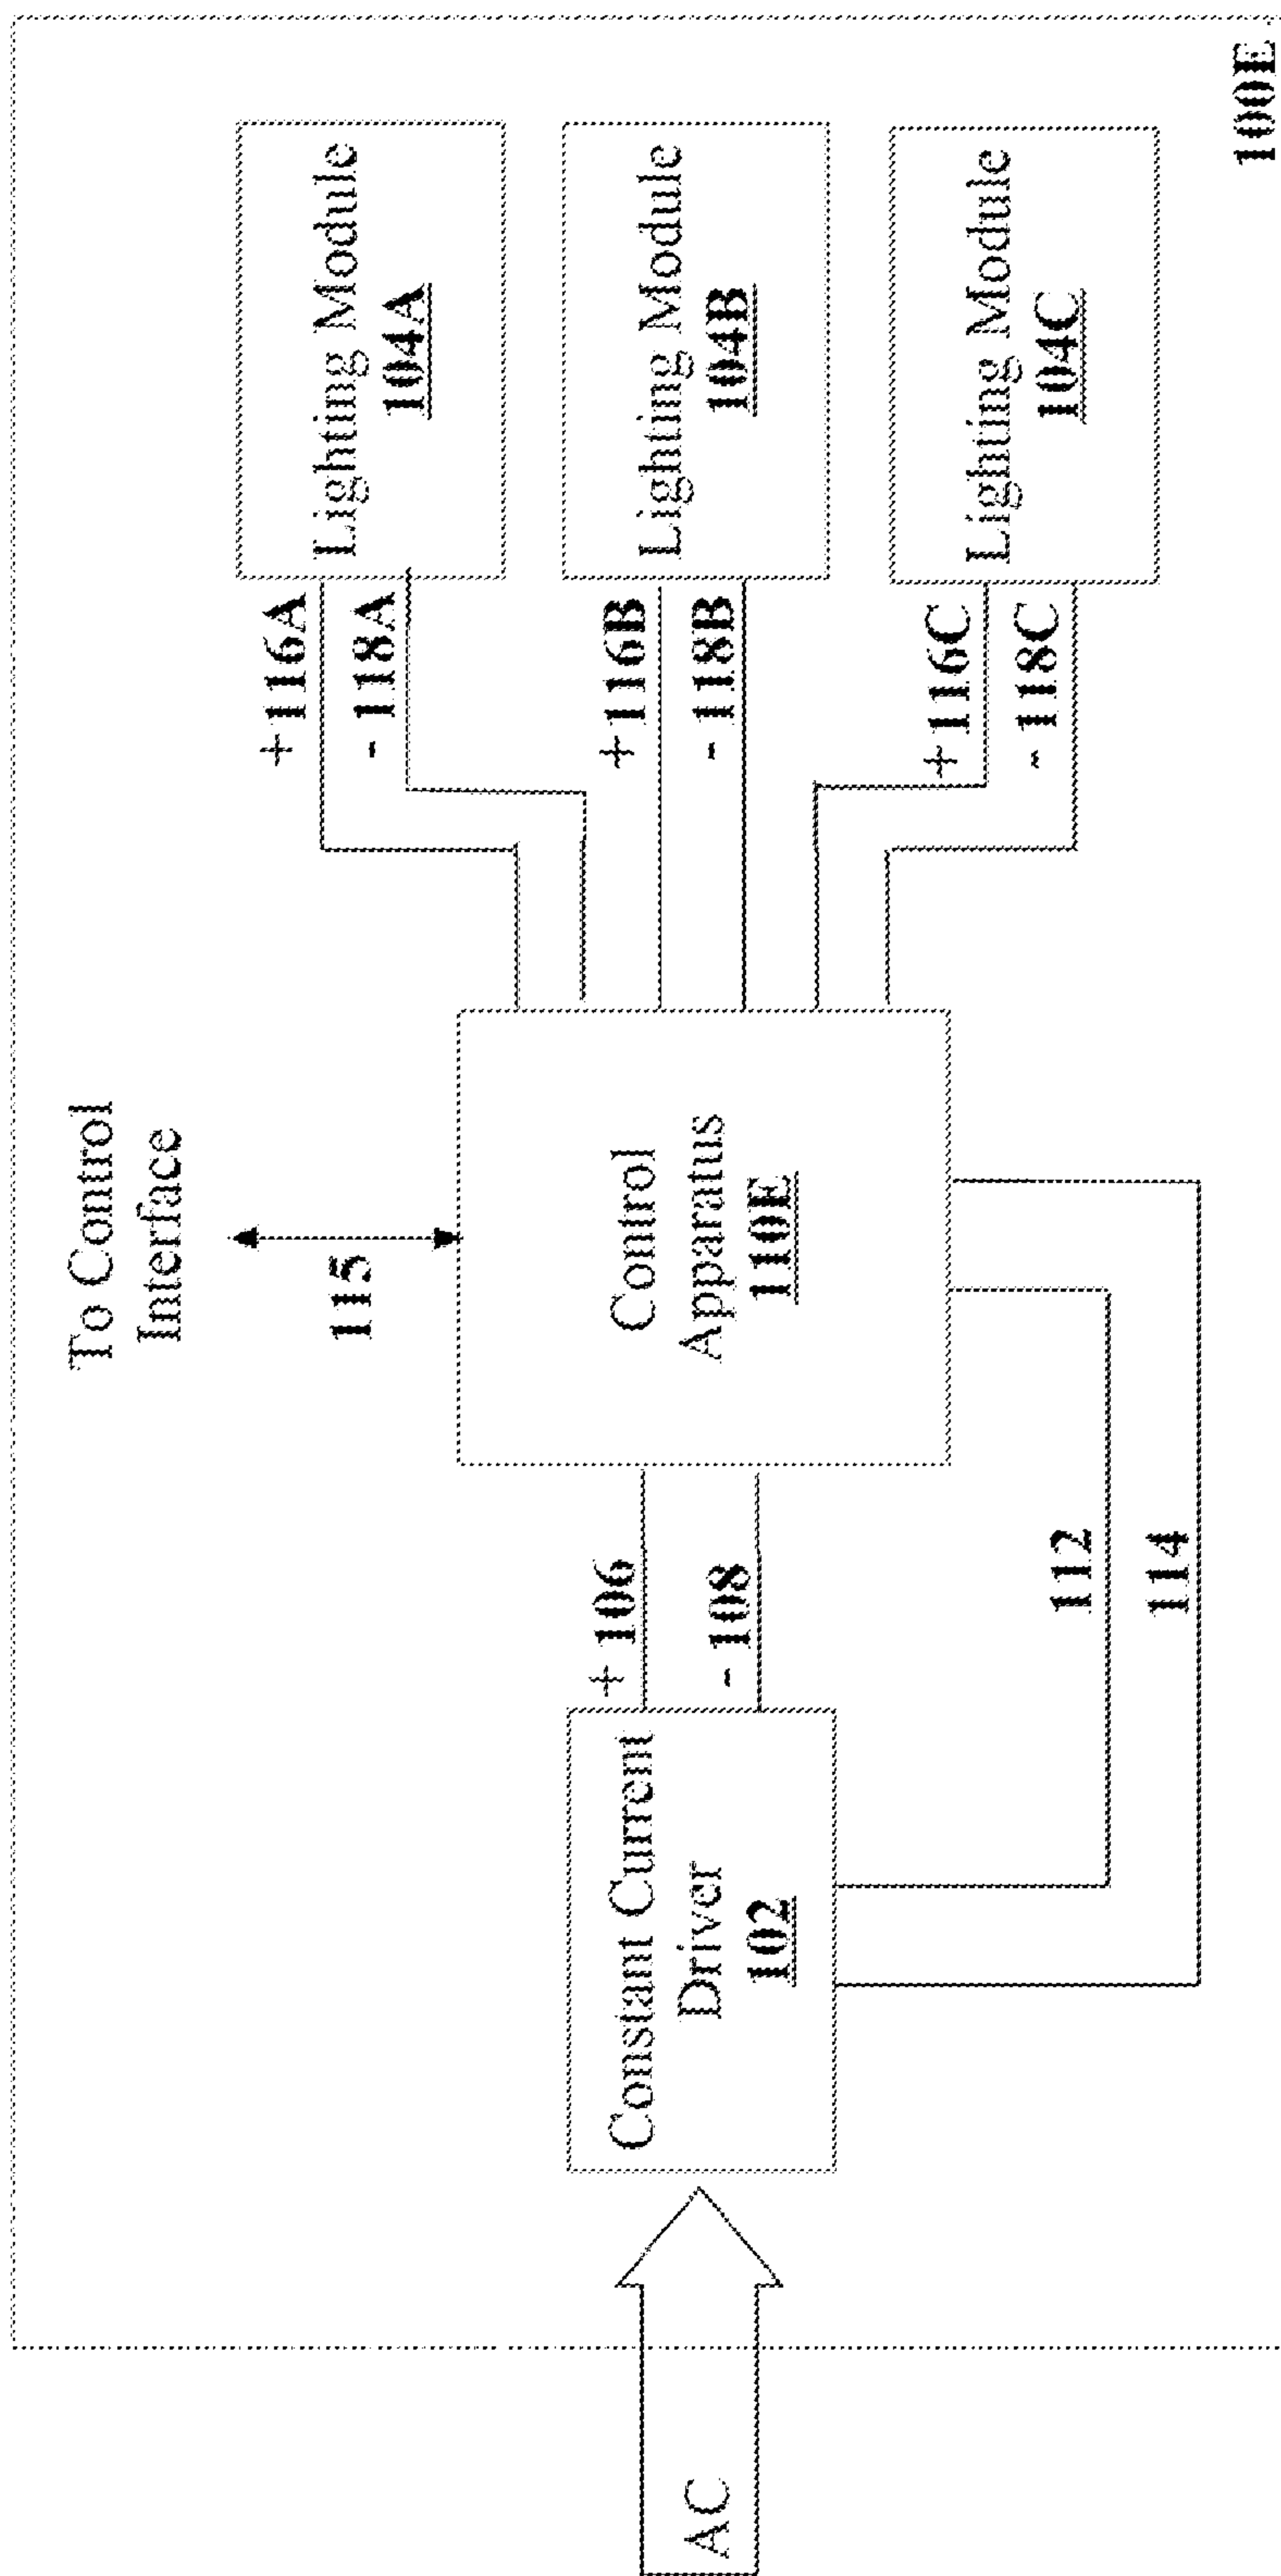 To Control
Interface
115
AC
Constant Current
Driver
102
+ 106
- 108
Control
Apparatus
110E
112
114
+116A
- 118A
+116B
- 118B
+116C
- 118C
Lighting Module
104A
Lighting Module
104B
Lighting Module
104C
100E